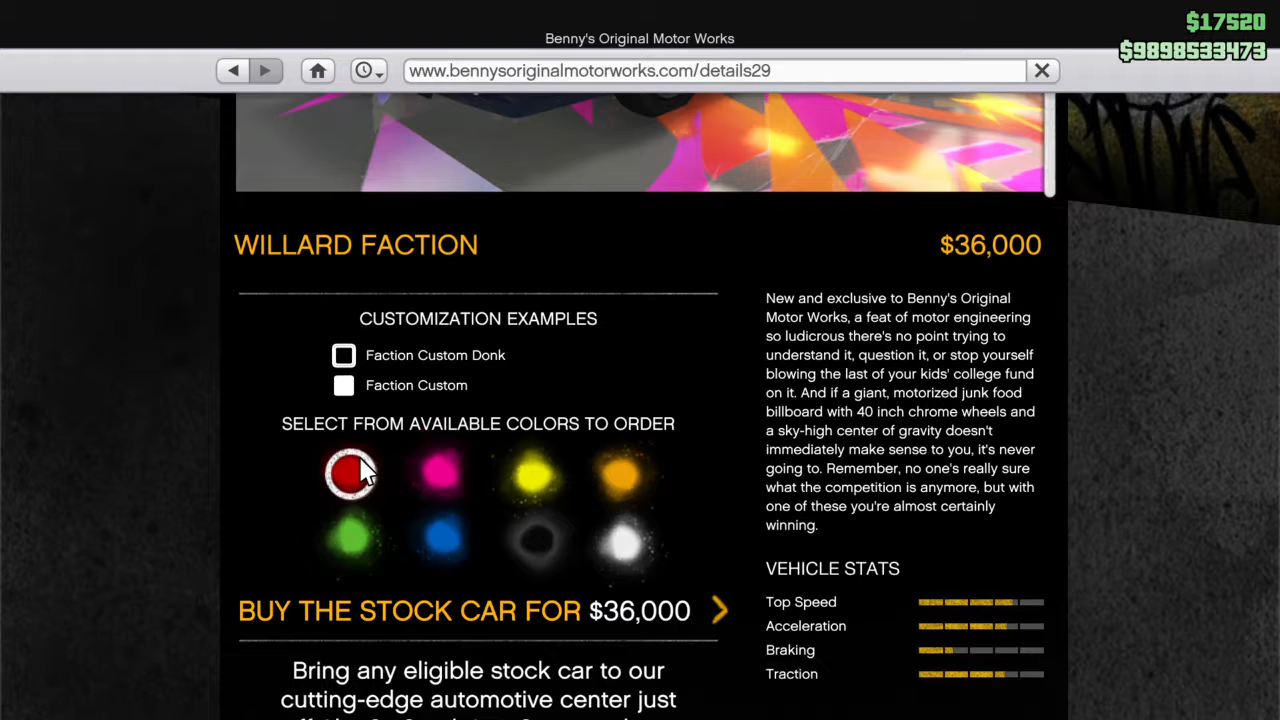 $17520
Benny's Original Motor Works
$9898533473
www.bennysoriginalmotorworks.com/details29
WILLARD FACTION
$36,000
CUSTOMIZATION EXAMPLES
Faction Custom Donk
Faction Custom
SELECT FROM AVAILABLE COLORS TO ORDER
BUY THE STOCK CAR FOR $36,000
Bring any eligible stock car to our
cutting-edge automotive center just
New and exclusive to Benny's Original
Motor Works, a feat of motor engineering
so ludicrous there's no point trying to
understand it, question it, or stop yourself
blowing the last of your kids' college fund
on it. And if a giant, motorized junk food
billboard with 40 inch chrome wheels and
a sky-high center of gravity doesn't
immediately make sense to you, it's never
going to. Remember, no one's really sure
what the competition is anymore, but with
one of these you're almost certainly
winning.
VEHICLE STATS
Top Speed
Acceleration
Braking
Traction